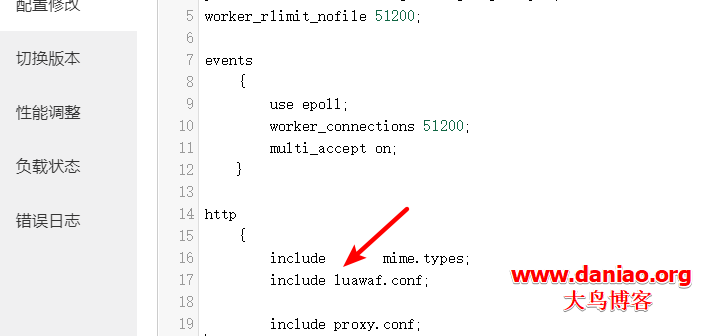 配置修改
切换版本
性能调整
负载状态
错误日志
5 worker_rlimit_nofile 51200;
6
7 events
8 {
9 use epoll;
10 worker_connections 51200;
11 multi_accept on;
12 }
13
14 http
15 {
16 include mime.types;
17 include luawaf.conf;
18
19 include proxy.conf;
www.daniao.org
大鸟博客